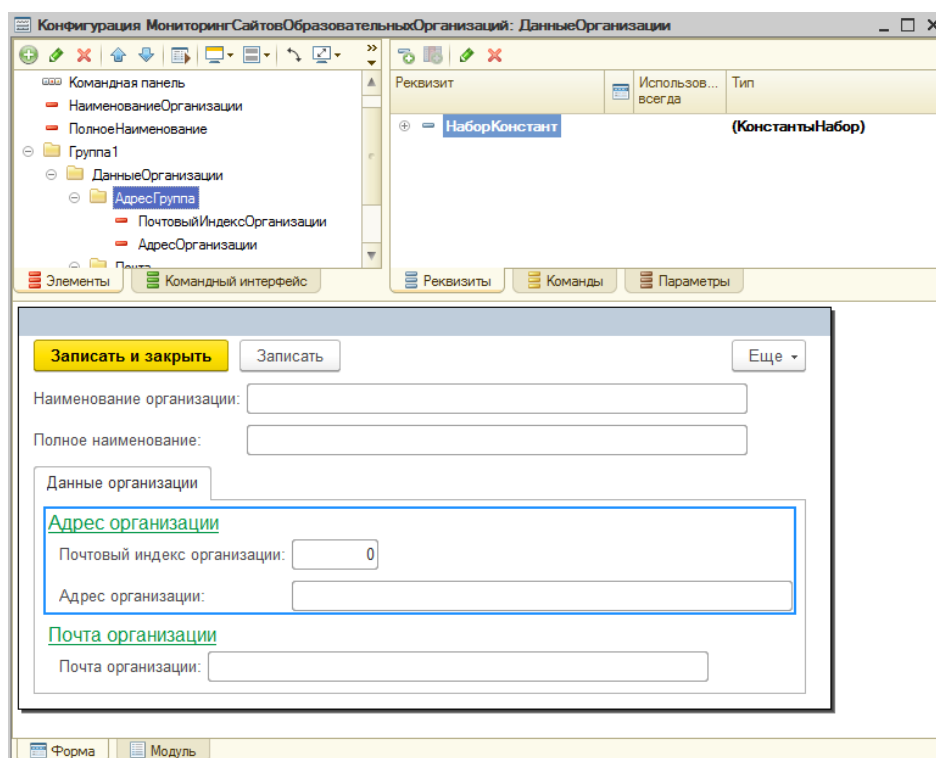 Конфигурация МониторингСайтовОбразовательныхОрганизаций: ДанныеОрганизации
Командная панель
НаименованиеОрганизации
ПолноеНаименование
Группа1
ДанныеОрганизации
АдресГруппа
ПочтовыйИндексОрганизации
АдресОрганизации
Почта
Элементы Командный интерфейс
Реквизит Использов... всегда Тип
НаборКонстант (КонстантыНабор)
Реквизиты Команды Параметры
Записать и закрыть Записать Еще
Наименование организации:
Полное наименование:
Данные организации
Адрес организации
Почтовый индекс организации: 0
Адрес организации:
Почта организации
Почта организации:
Форма Модуль